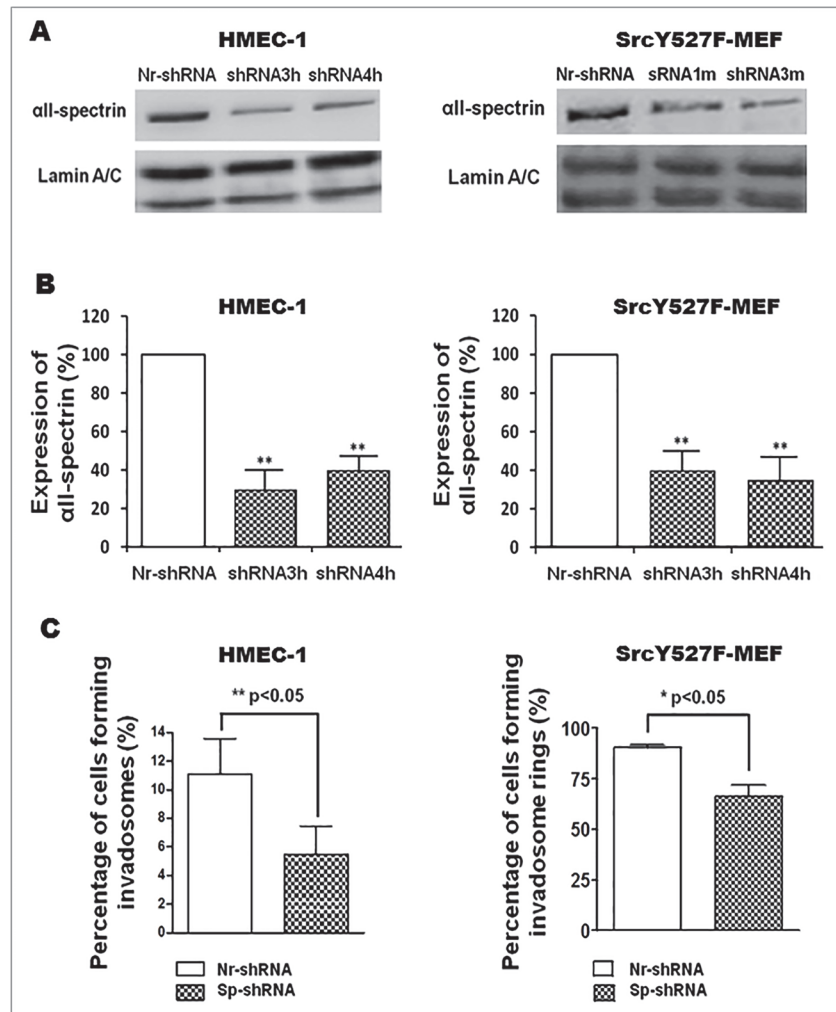 A
HMEC-1
SrcY527F-MEF
Nr-shRNA shRNA3h shRNA4h
Nr-shRNA sRNA1m shRNA3m
αII-spectrin
αII-spectrin
Lamin A/C
Lamin A/C
B
HMEC-1
SrcY527F-MEF
Expression of
αII-spectrin (%)
120
100
80
60
40
20
0
**
**
Nr-shRNA shRNA3h shRNA4h
Expression of
αII-spectrin (%)
120
100
80
60
40
20
0
**
**
Nr-shRNA shRNA3h shRNA4h
C
HMEC-1
SrcY527F-MEF
Percentage of cells forming
invadosomes (%)
** p<0.05
14
12
10
8
6
4
2
0
Nr-shRNA
Sp-shRNA
Percentage of cells forming
invadosome rings (%)
* p<0.05
100
75
50
25
0
Nr-shRNA
Sp-shRNA